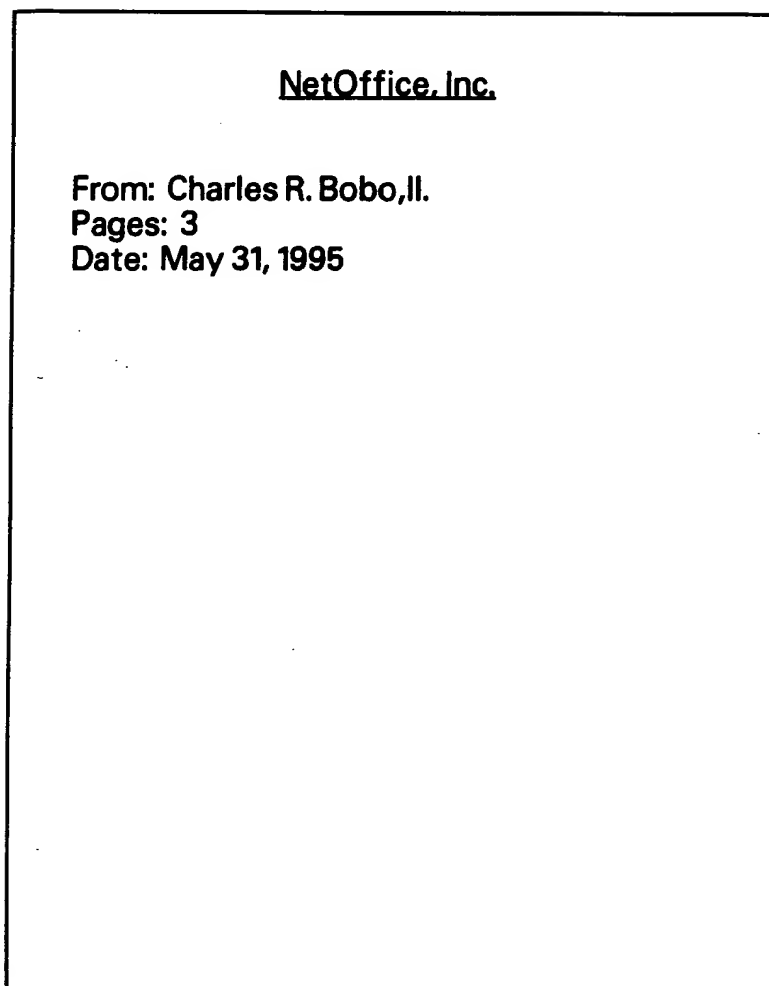 NetOffice, Inc.
From: Charles R. Bobo,II.
Pages: 3
Date: May 31, 1995